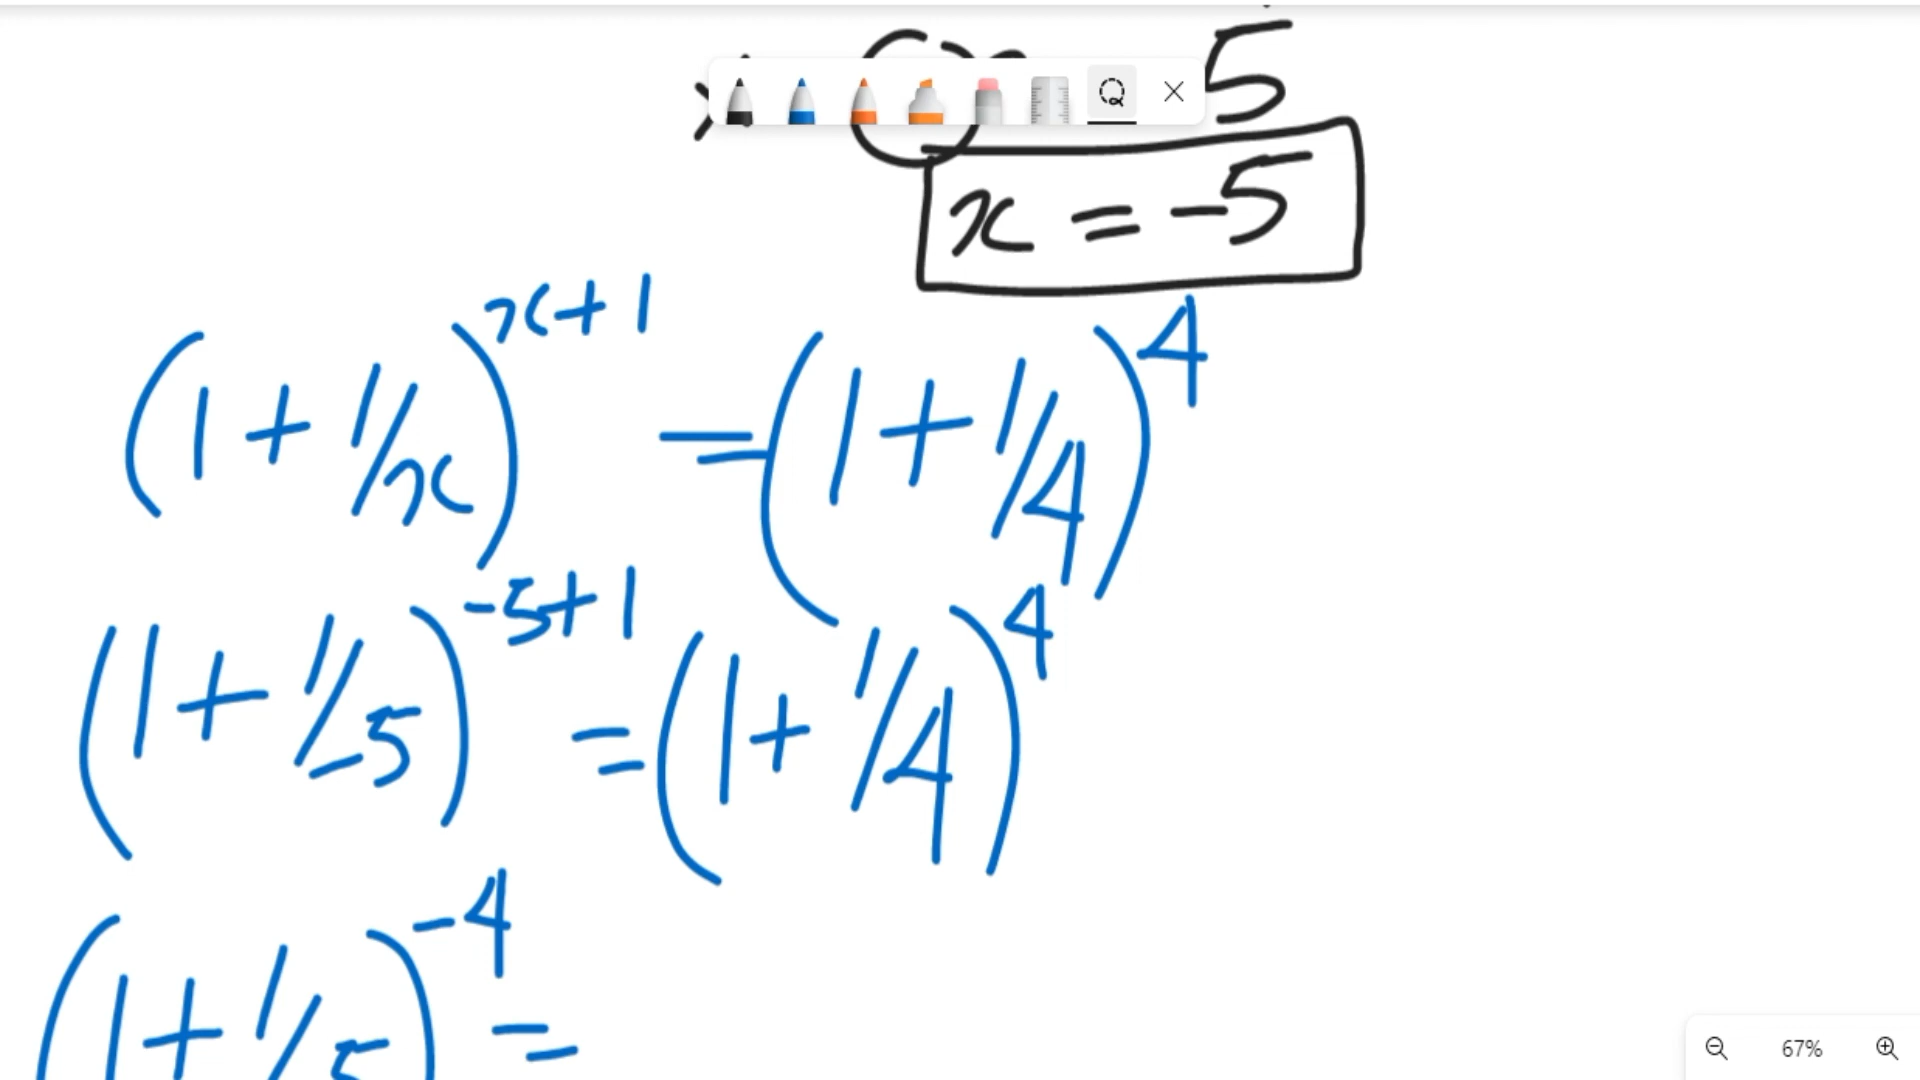 5
x = -5
(1 + 1/x)^x+1 = (1 + 1/4)^4
(1 + 1/-5)^-5+1 = (1 + 1/4)^4
(1 + 1/5)^-4 =
67%